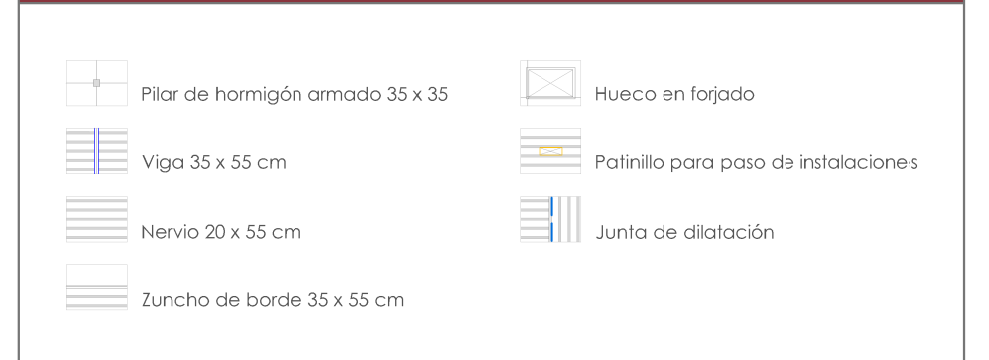 Pilar de hormigón armado 35 x 35
Viga 35 x 55 cm
Nervio 20 x 55 cm
Zuncho de borde 35 x 55 cm
Hueco en forjado
Patinillo para paso de instalaciones
Junta de dilatación